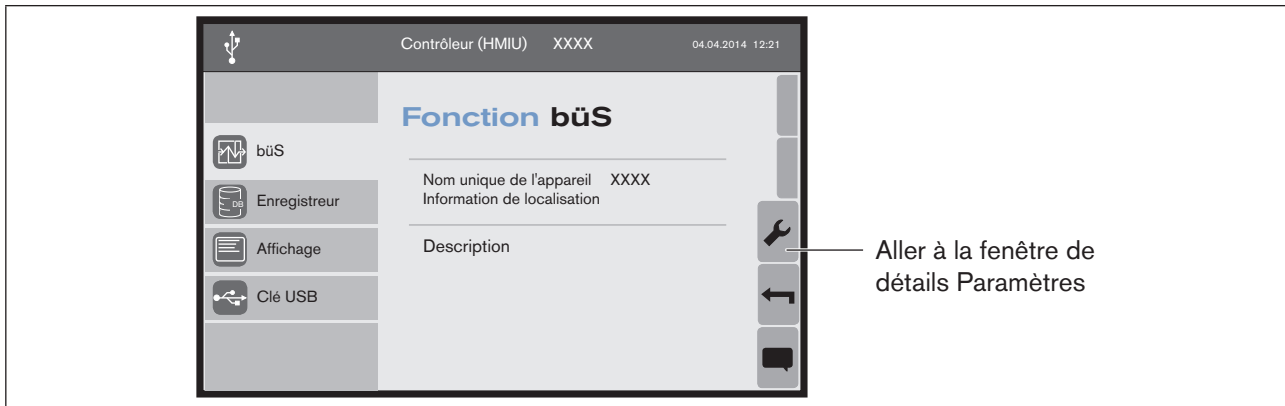 Contrôleur (HMIU) XXXX 04.04.2014 12:21
Fonction büS
büS
Enregistreur
DB
Affichage
Clé USB
Nom unique de l'appareil XXXX
Information de localisation
Description
Aller à la fenêtre de
détails Paramètres